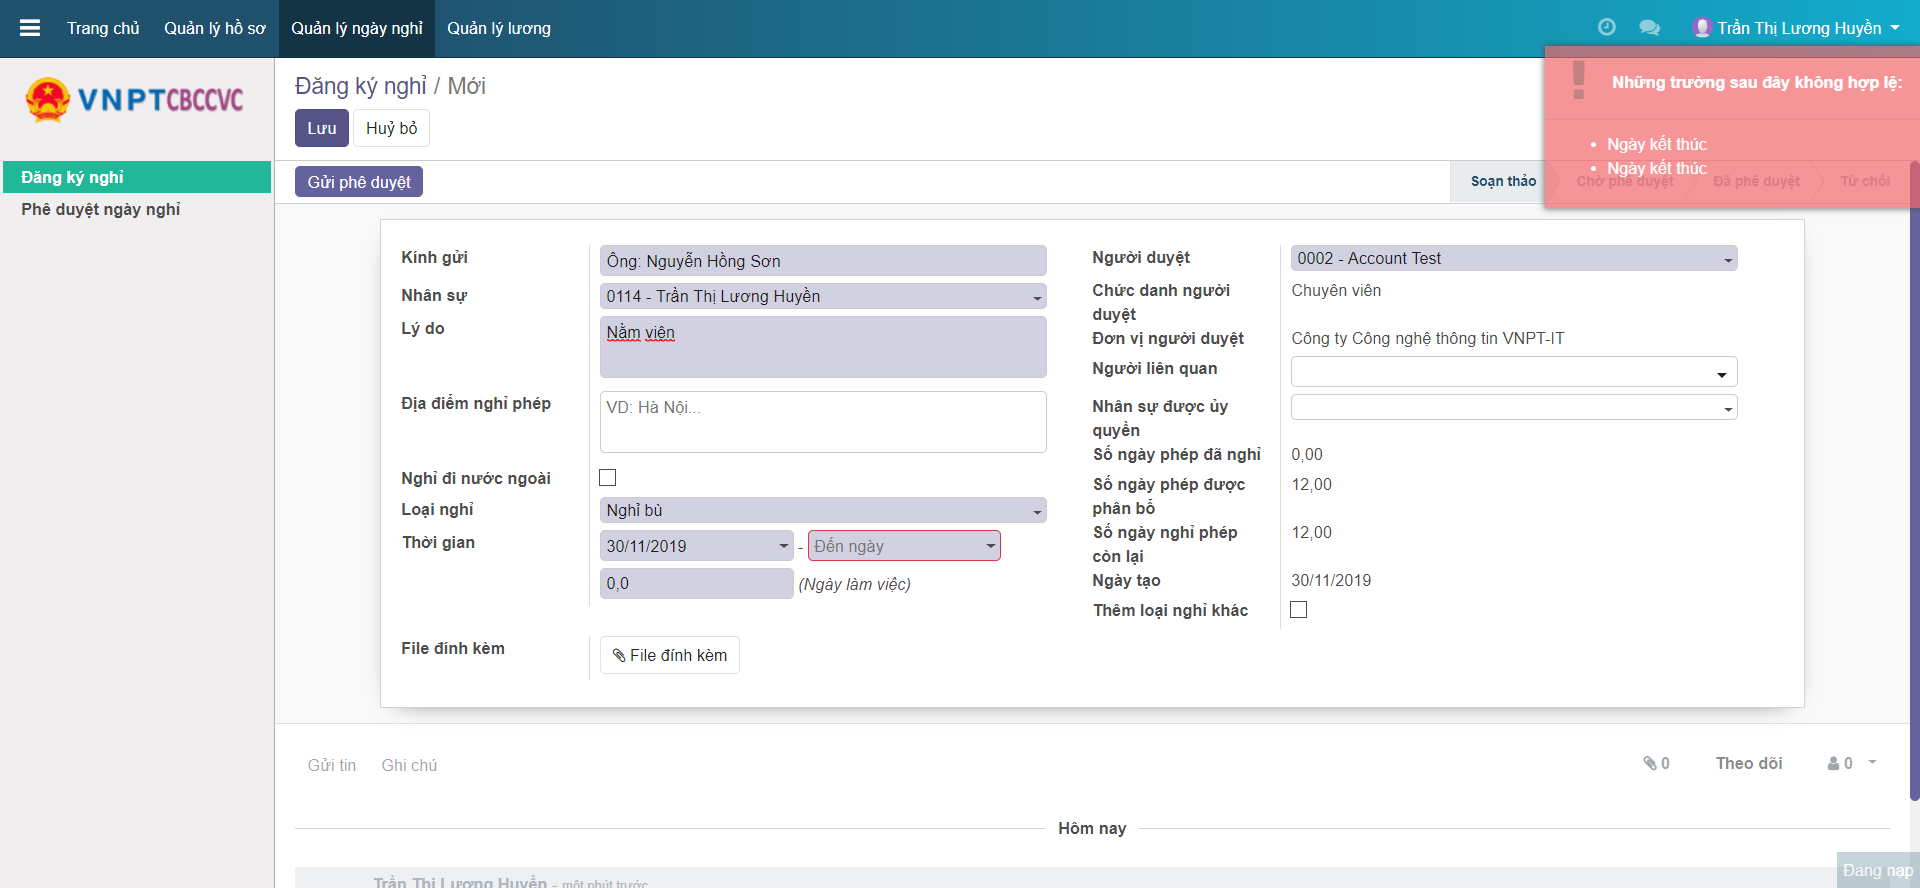 Trang chủ Quản lý hồ sơ Quản lý ngày nghỉ Quản lý lương Trần Thị Lương Huyền
VNPTCBCCVC
Đăng ký nghỉ
Phê duyệt ngày nghỉ
Đăng ký nghỉ / Mới
Lưu Huỷ bỏ
Những trường sau đây không hợp lệ:
• Ngày kết thúc
• Ngày kết thúc
Gửi phê duyệt
Soạn thảo Chờ phê duyệt Đã phê duyệt Từ chối
Kính gửi Ông: Nguyễn Hồng Sơn
Nhân sự 0114 - Trần Thị Lương Huyền
Lý do Nằm viên
Địa điểm nghỉ phép VD: Hà Nội...
Nghỉ đi nước ngoài
Loại nghỉ Nghỉ bù
Thời gian 30/11/2019 - Đến ngày
0,0 (Ngày làm việc)
File đính kèm File đính kèm
Người duyệt 0002 - Account Test
Chức danh người
duyệt
Chuyên viên
Đơn vị người duyệt Công ty Công nghệ thông tin VNPT-IT
Người liên quan
Nhân sự được ủy
quyền
Số ngày phép đã nghỉ 0,00
Số ngày phép được
phân bổ
12,00
Số ngày nghỉ phép
còn lại
12,00
Ngày tạo 30/11/2019
Thêm loại nghỉ khác
Gửi tin Ghi chú 0 Theo dõi 0
Hôm nay
Trần Thị Lương Huyền - một phút trước
Đang nạp